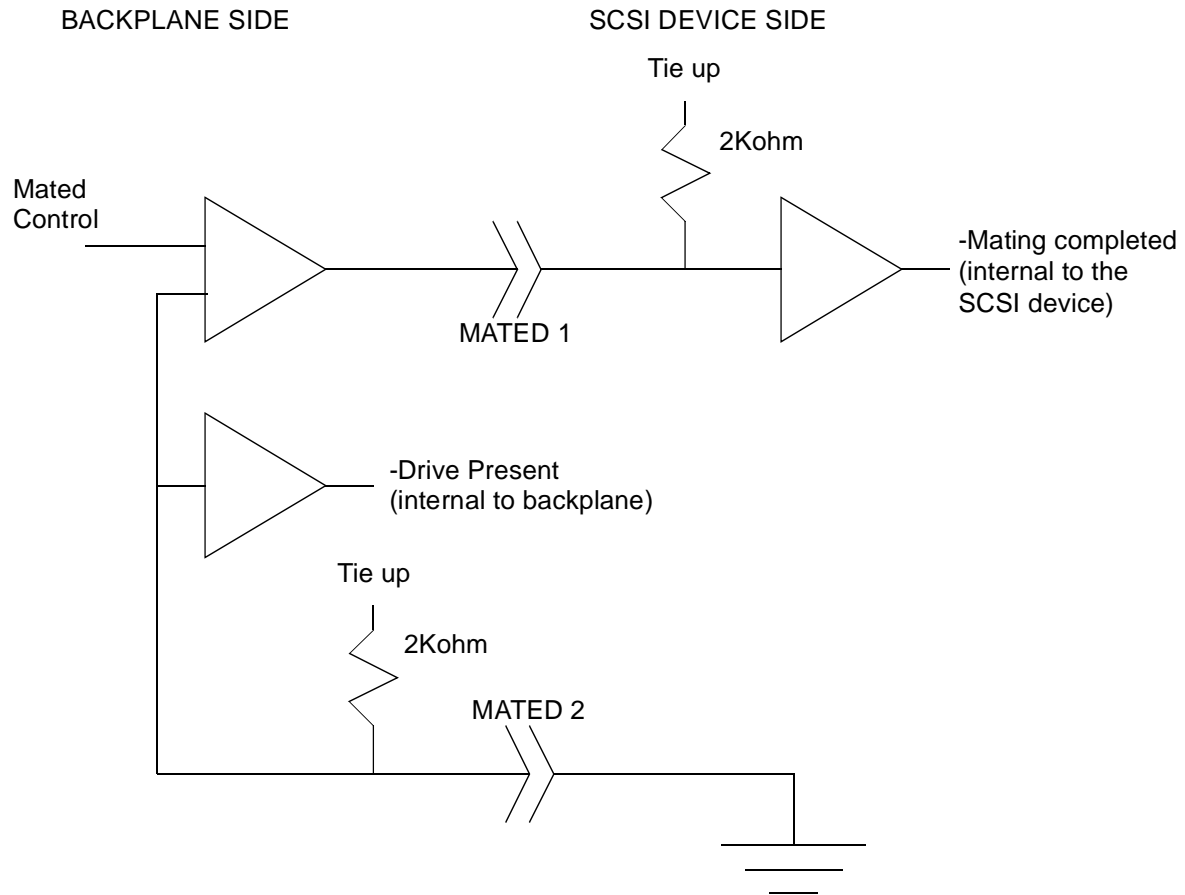 BACKPLANE SIDE
SCSI DEVICE SIDE
Tie up
2Kohm
Mated
Control
-Mating completed
(internal to the
SCSI device)
MATED 1
-Drive Present
(internal to backplane)
Tie up
2Kohm
MATED 2